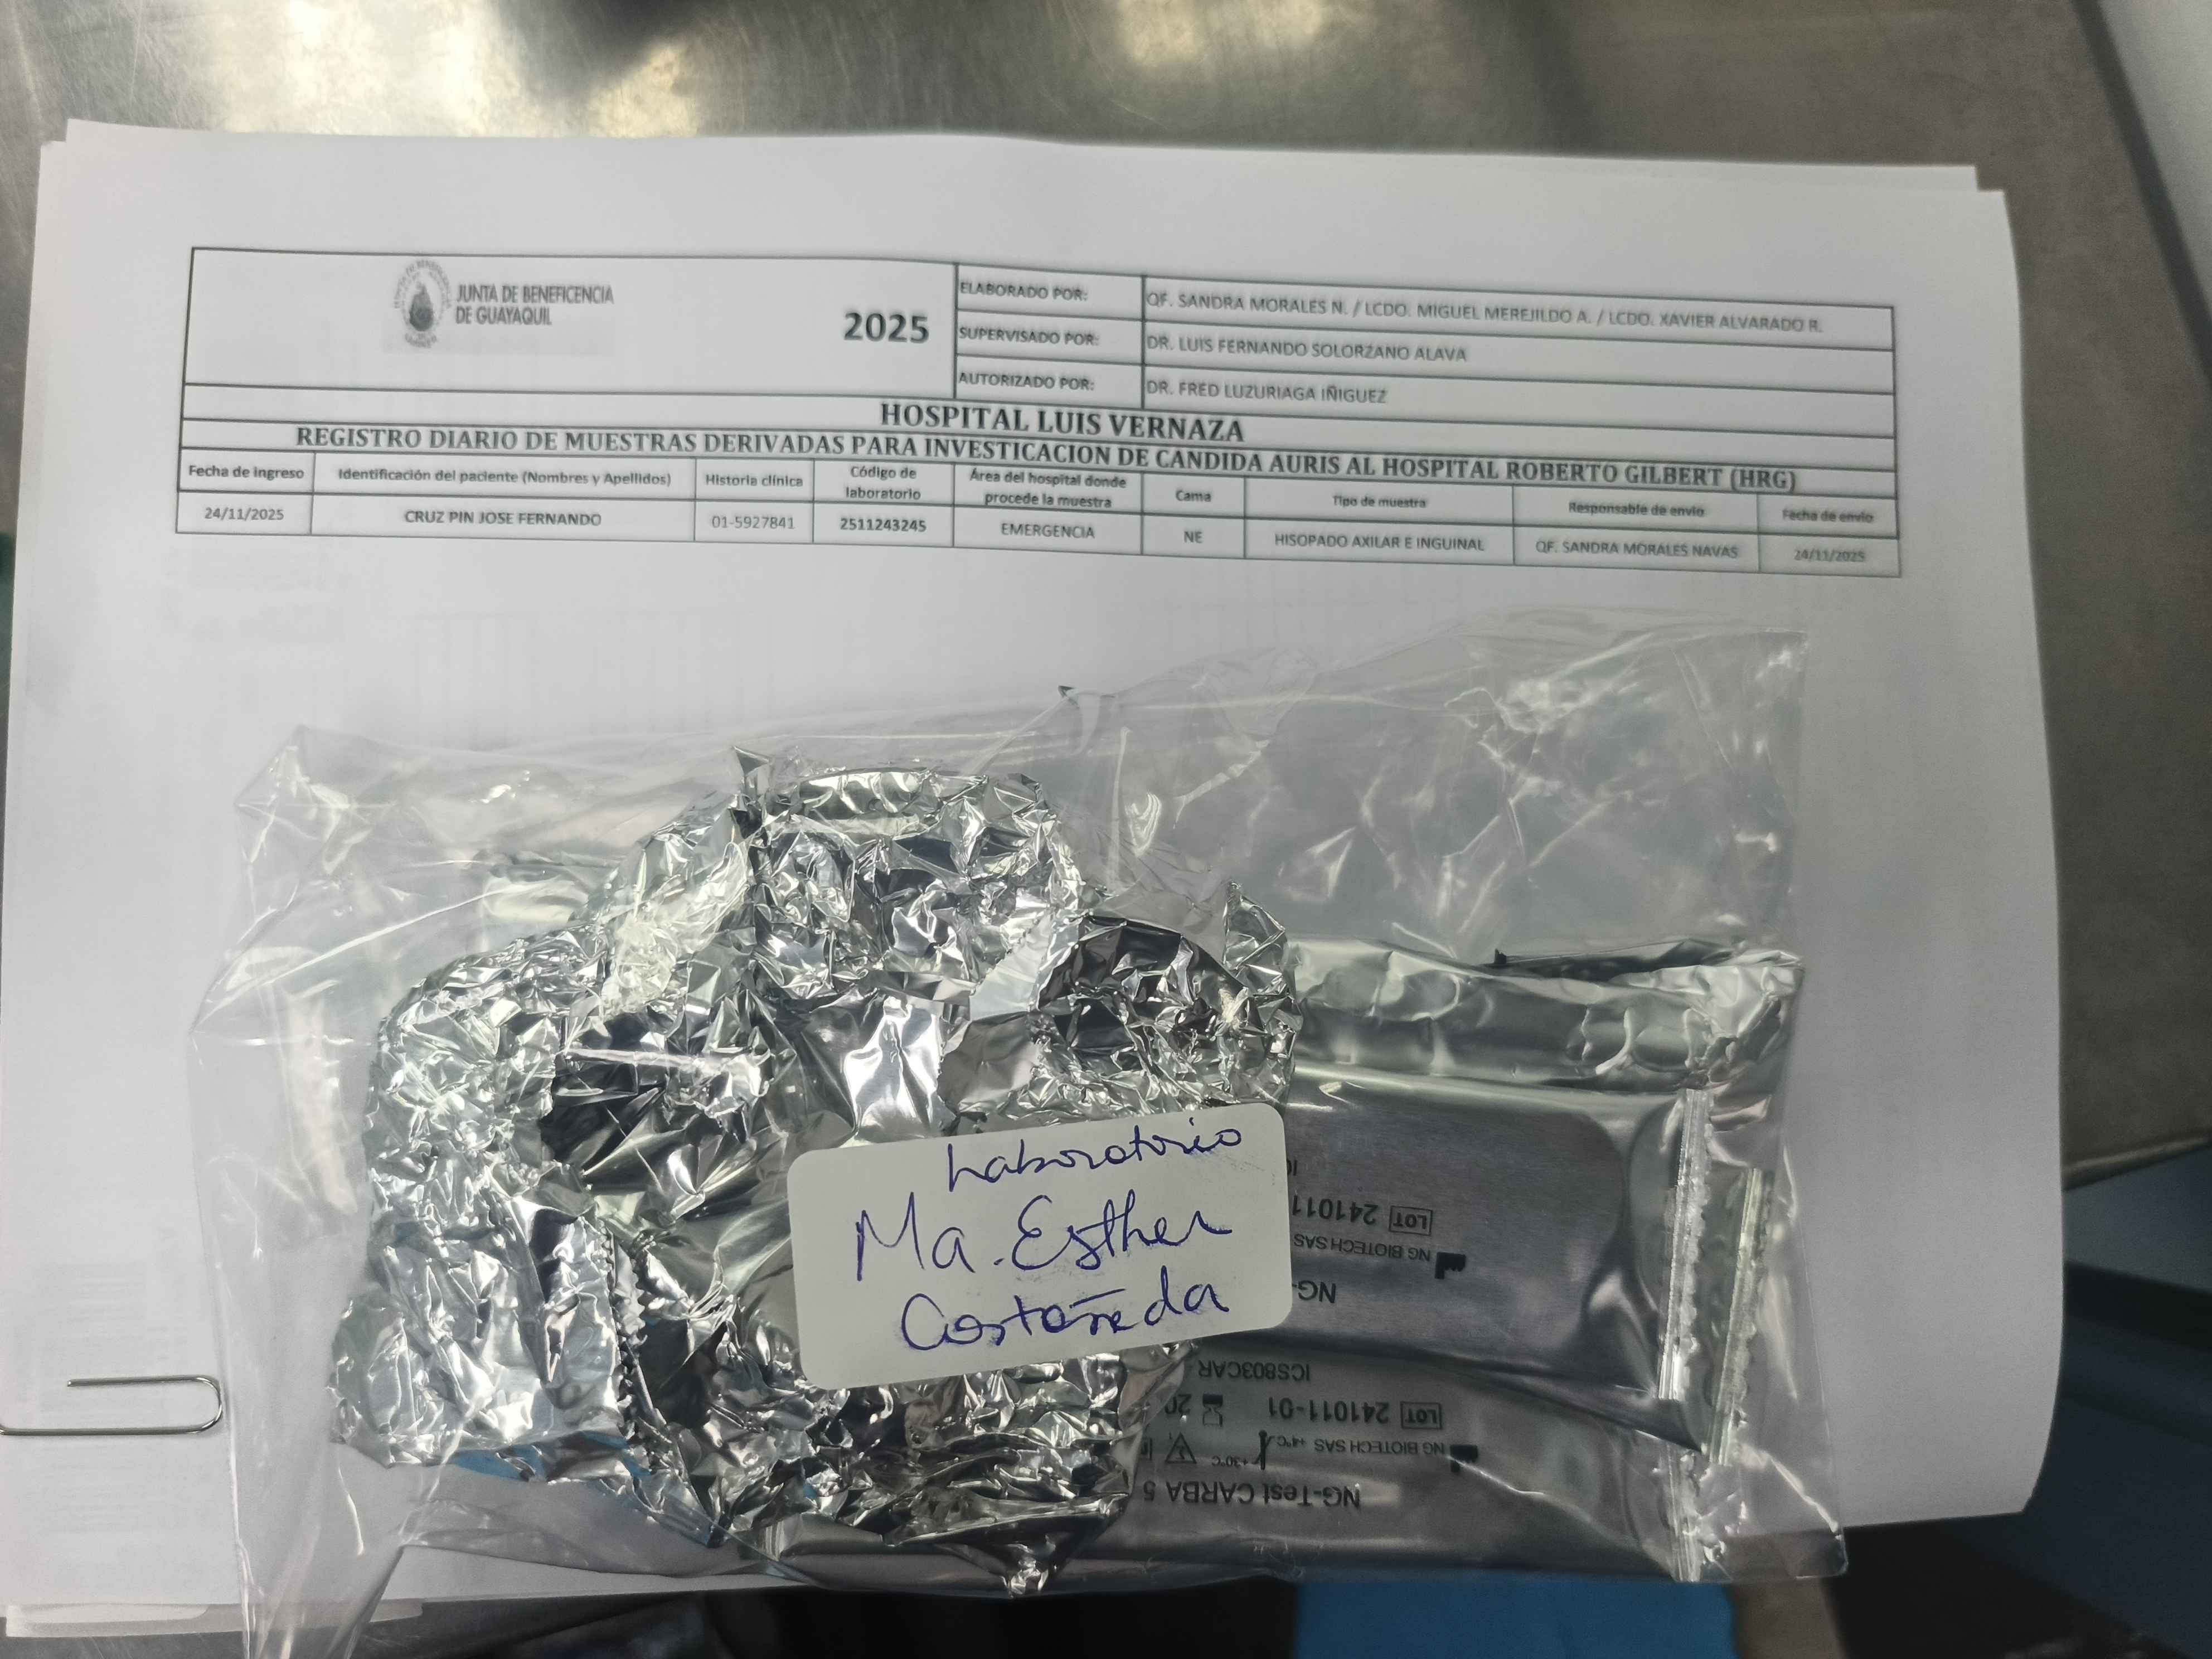 JUNTA DE BENEFICENCIA
DE GUAYAQUIL
2025
ELABORADO POR: QF. SANDRA MORALES N. / LCDO. MIGUEL MEREJILDO A. / LCDO. XAVIER ALVARADO R.
SUPERVISADO POR: DR. LUIS FERNANDO SOLORZANO ALAVA
AUTORIZADO POR: DR. FRED LUZURIAGA IÑIGUEZ
HOSPITAL LUIS VERNAZA
REGISTRO DIARIO DE MUESTRAS DERIVADAS PARA INVESTICACION DE CANDIDA AURIS AL HOSPITAL ROBERTO GILBERT (HRG)
Fecha de ingreso Identificación del paciente (Nombres y Apellidos) Historia clínica Código de laboratorio Área del hospital donde procede la muestra Cama Tipo de muestra Responsable de envio Fecha de envio
24/11/2025 CRUZ PIN JOSE FERNANDO 01-5927841 2511243245 EMERGENCIA NE HISOPADO AXILAR E INGUINAL QF. SANDRA MORALES NAVAS 24/11/2025
Laboratorio
Ma. Esther
Castañeda
LOT 241011
NG BIOTECH SAS
NG-
ICS803CAR
LOT 241011-01 20
NG BIOTECH SAS +4°C +30°C
NG-Test CARBA 5